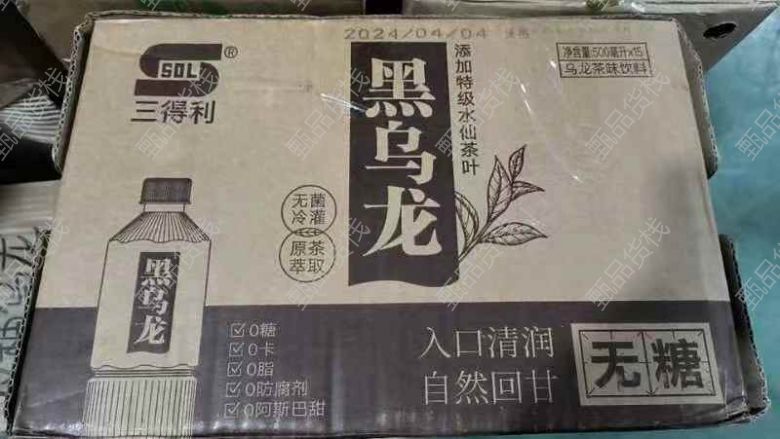 2024/04/04
SOL®
三得利
黑乌龙
添加特级水仙茶叶
净含量:500毫升×15
乌龙茶味饮料
无菌
冷灌
原茶
萃取
黑乌龙
0糖
0卡
0脂
0防腐剂
0阿斯巴甜
入口清润
自然回甘
无糖
甄品货栈